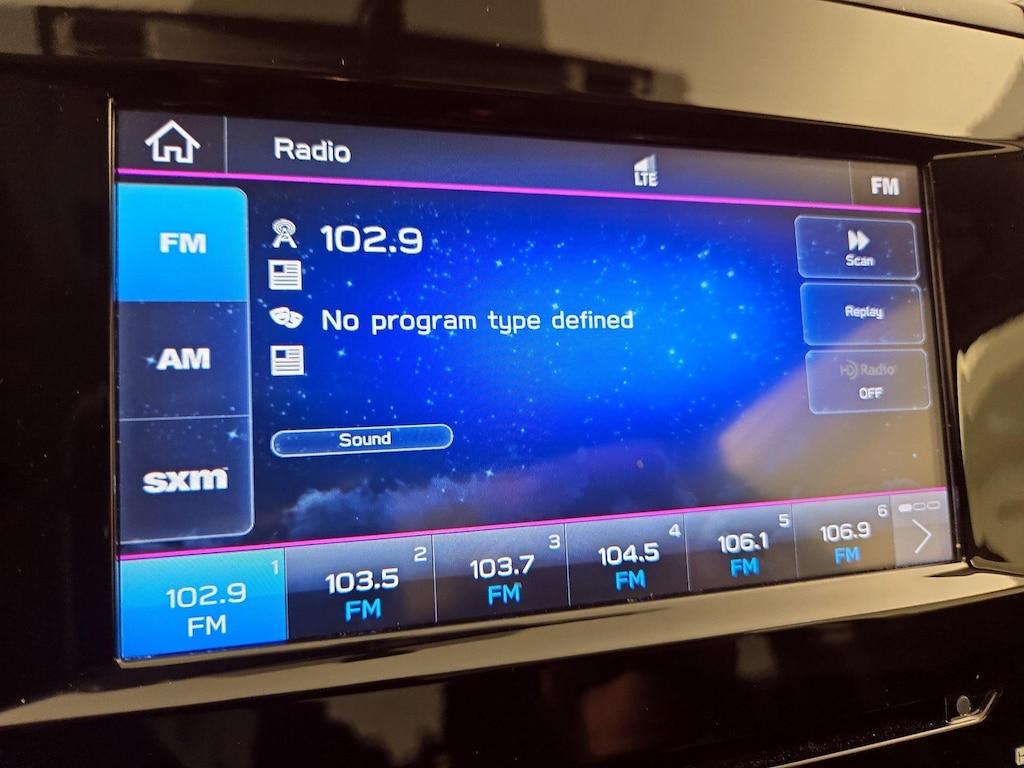 Radio
LTE
FM
FM
AM
sxm
102.9
No program type defined
Sound
Scan
Replay
HD Radio
OFF
1
102.9
FM
2
103.5
FM
3
103.7
FM
4
104.5
FM
5
106.1
FM
6
106.9
FM